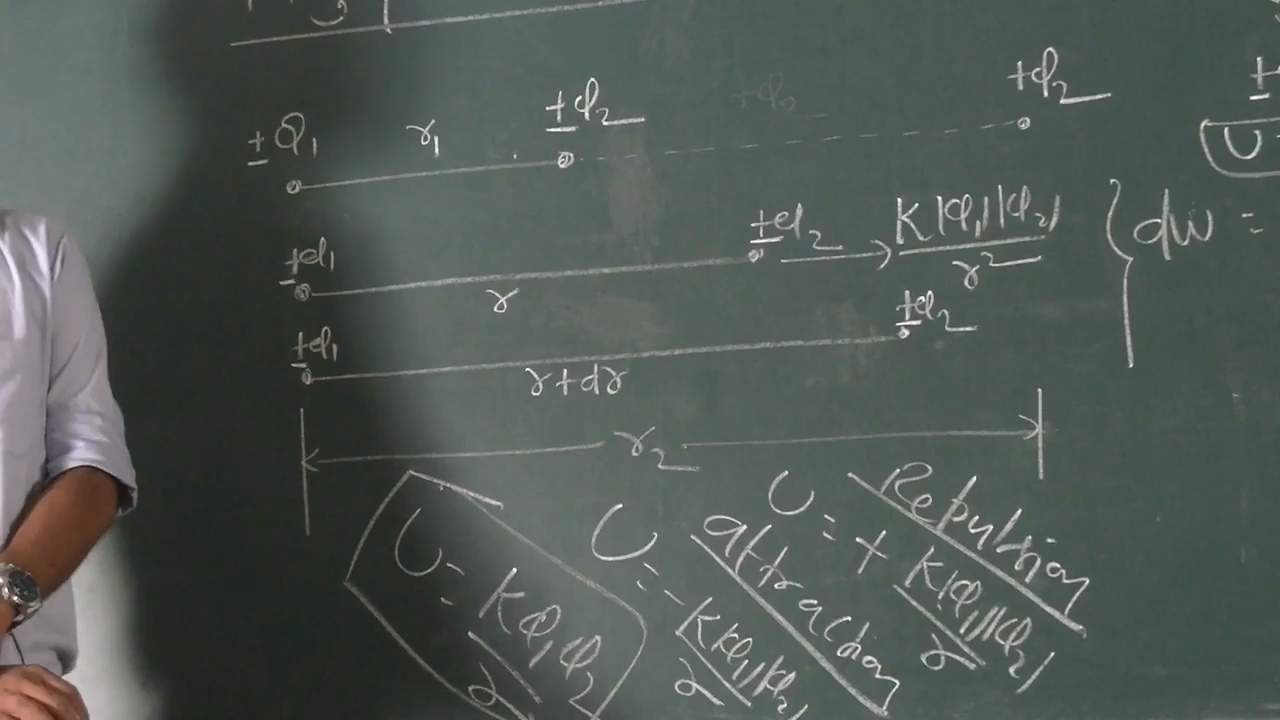 ± Q₁ r₁ ±q₂ +q₂ +q₂
±q₁ r ±q₂ → K|q₁||q₂| / r² { dw =
±q₁ r+dr ±q₂
r₂
U = Kq₁q₂ / r
U = - K|q₁||q₂| / r attraction
U = + K|q₁||q₂| / r Repulsion